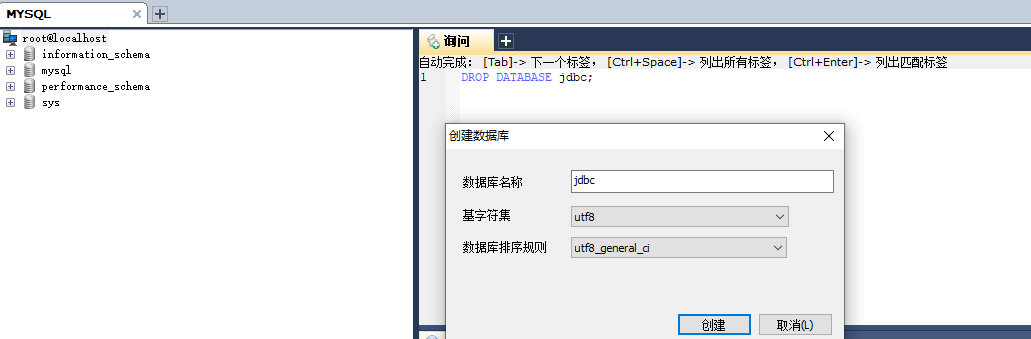 MYSQL
root@localhost
information_schema
mysql
performance_schema
sys
询问
自动完成: [Tab]-> 下一个标签, [Ctrl+Space]-> 列出所有标签, [Ctrl+Enter]-> 列出匹配标签
1 DROP DATABASE jdbc;
创建数据库
数据库名称 jdbc
基字符集 utf8
数据库排序规则 utf8_general_ci
创建 取消(L)